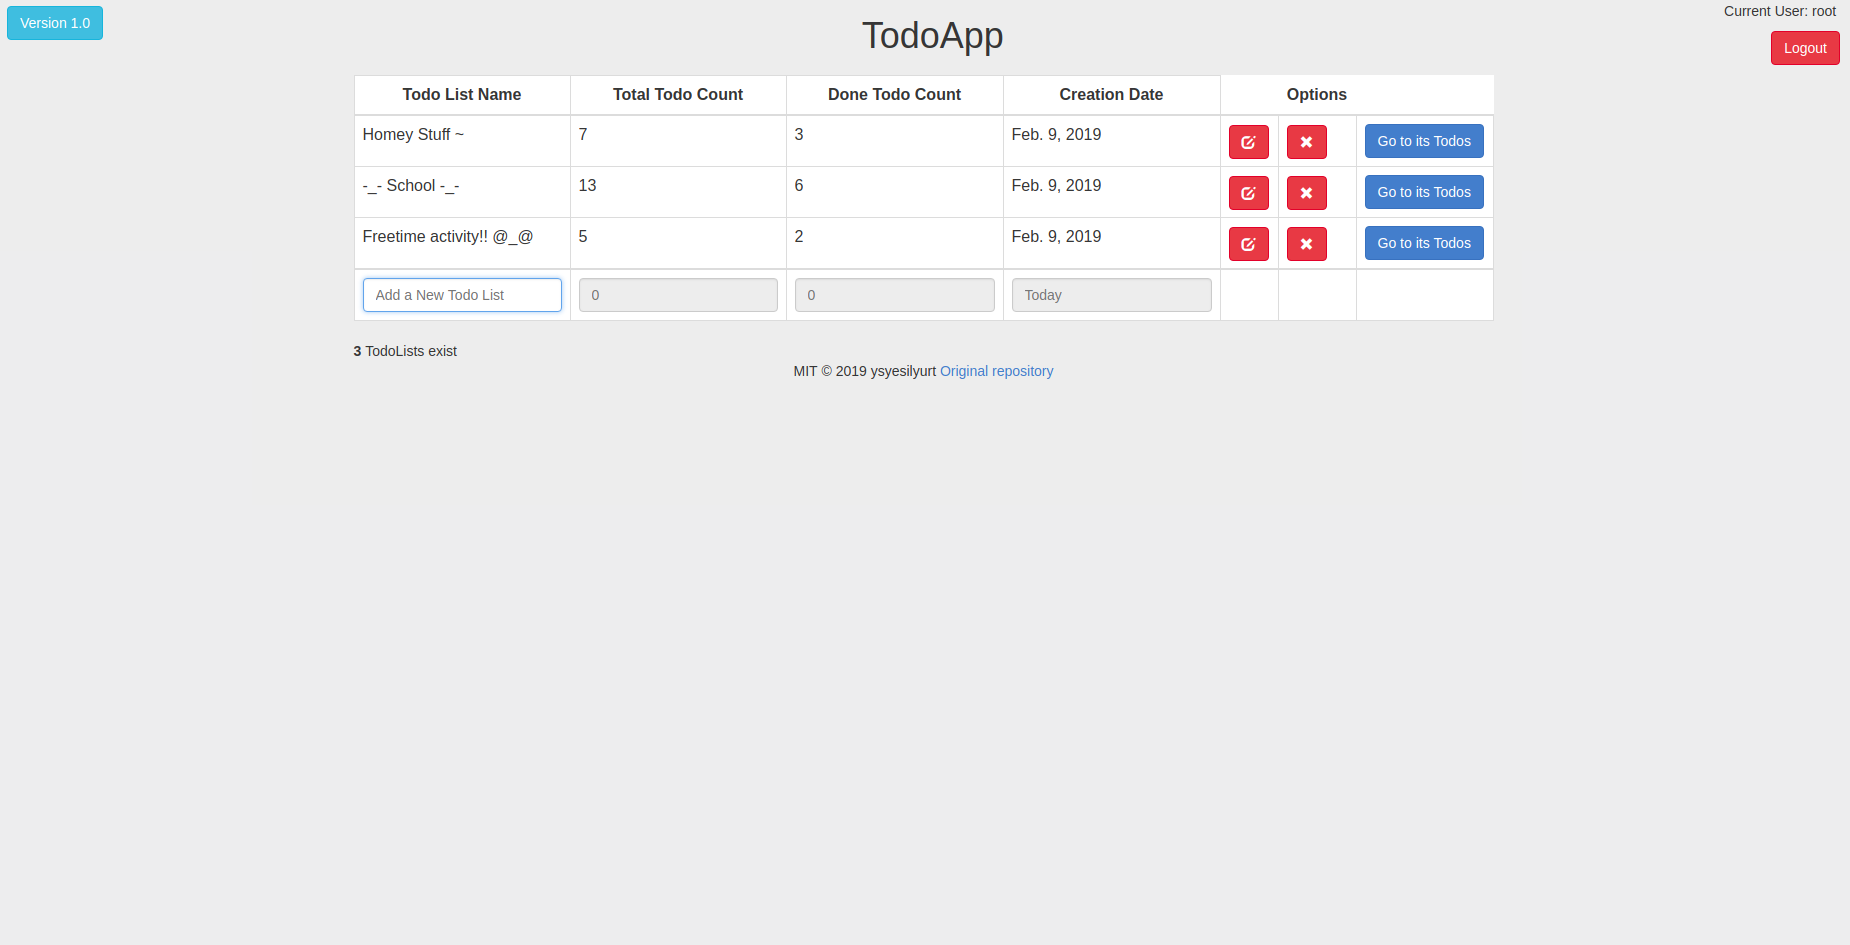 Version 1.0
TodoApp
Current User: root
Logout
Todo List Name Total Todo Count Done Todo Count Creation Date Options
Homey Stuff ~ 7 3 Feb. 9, 2019 Go to its Todos
-_- School -_- 13 6 Feb. 9, 2019 Go to its Todos
Freetime activity!! @_@ 5 2 Feb. 9, 2019 Go to its Todos
Add a New Todo List 0 0 Today
3 TodoLists exist
MIT © 2019 ysyesilyurt Original repository